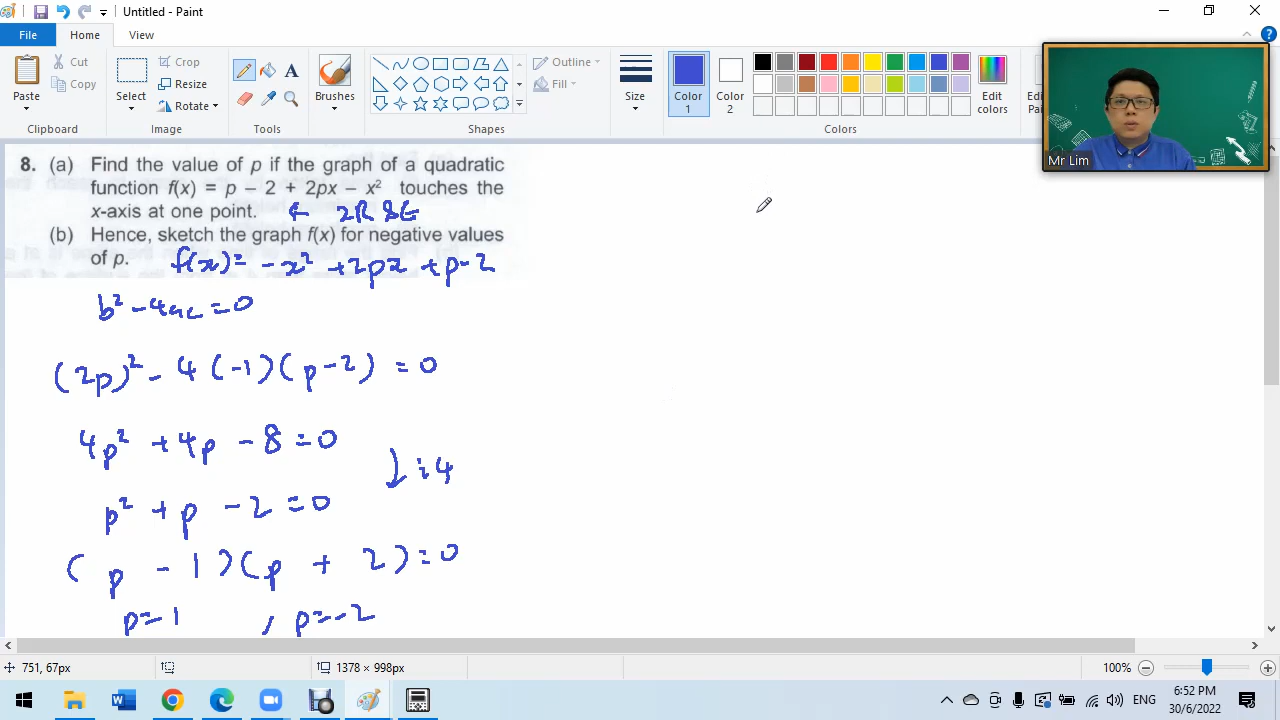 Untitled - Paint
File Home View
Paste Cut Copy Clipboard
Select Crop Resize Rotate Image
A Tools
Brushes
Shapes Outline Fill
Size
Color 1 Color 2 Colors Edit colors
Edit Pai
Mr Lim
8. (a) Find the value of p if the graph of a quadratic
function f(x) = p – 2 + 2px – x² touches the
x-axis at one point. ← 2R&E
(b) Hence, sketch the graph f(x) for negative values
of p. f(x)= -x² +2px +p-2
b² -4ac =0
(2p)² - 4(-1)(p-2) =0
4p² +4p -8=0
↓ ÷4
p² +p -2=0
(p -1)(p + 2)=0
p=1 , p=-2
751, 67px 1378 × 998px 100%
ENG 6:52 PM
30/6/2022